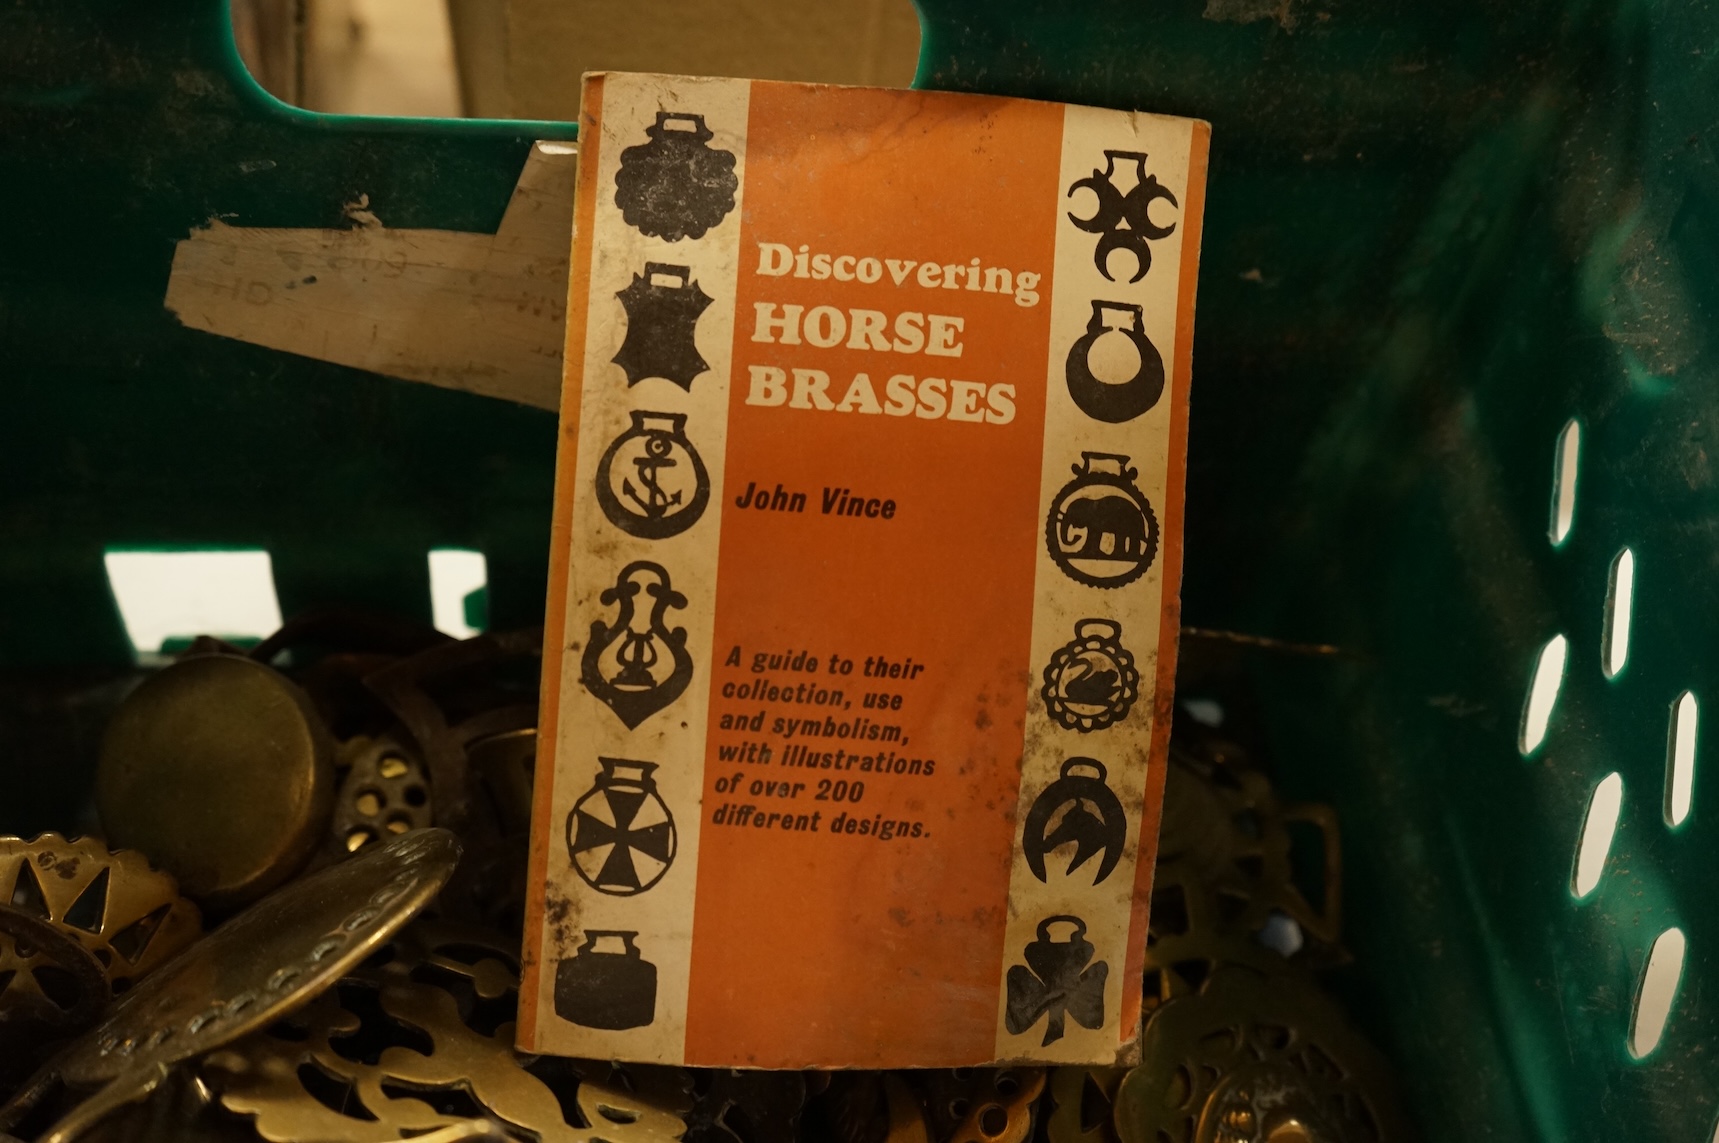 Discovering
HORSE
BRASSES
John Vince
A guide to their
collection, use
and symbolism,
with illustrations
of over 200
different designs.